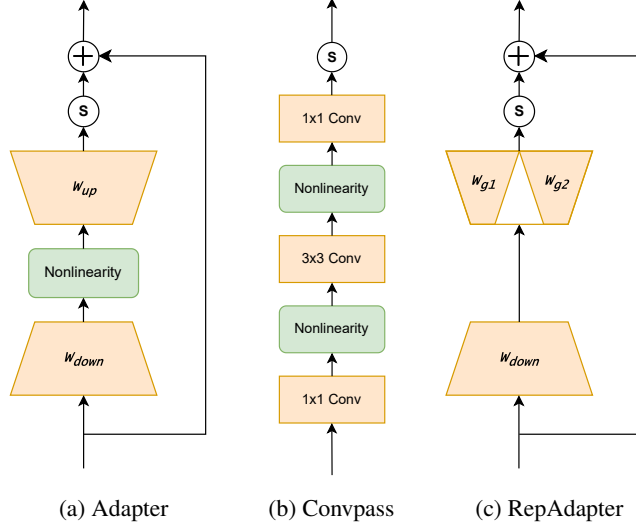 S
W_up
Nonlinearity
W_down
(a) Adapter
S
1x1 Conv
Nonlinearity
3x3 Conv
Nonlinearity
1x1 Conv
(b) Convpass
S
W_g1 W_g2
W_down
(c) RepAdapter